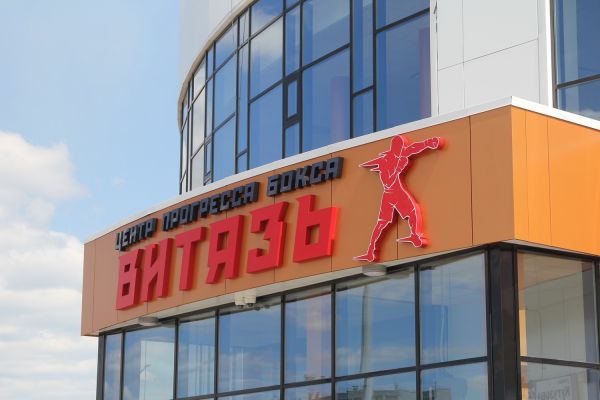 ЦЕНТР ПРОГРЕССА БОКСА
ВИТЯЗЬ